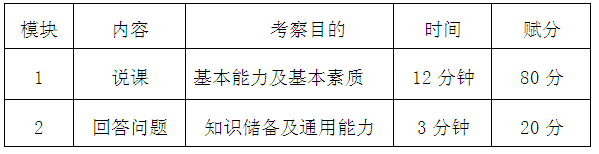 模块 内容 考察目的 时间 赋分
1 说课 基本能力及基本素质 12 分钟 80 分
2 回答问题 知识储备及通用能力 3 分钟 20 分